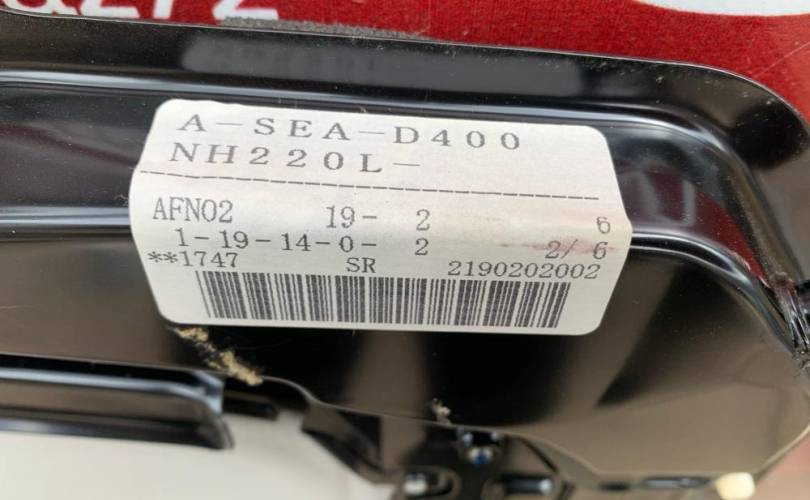 A-SEA-D400
NH220L-
AFN02 19- 2 6
1-19-14-0- 2 2/ 6
**1747 SR 2190202002